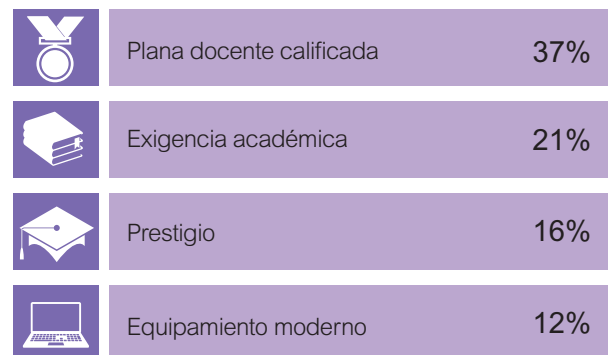 Plana docente calificada 37%
Exigencia académica 21%
Prestigio 16%
Equipamiento moderno 12%